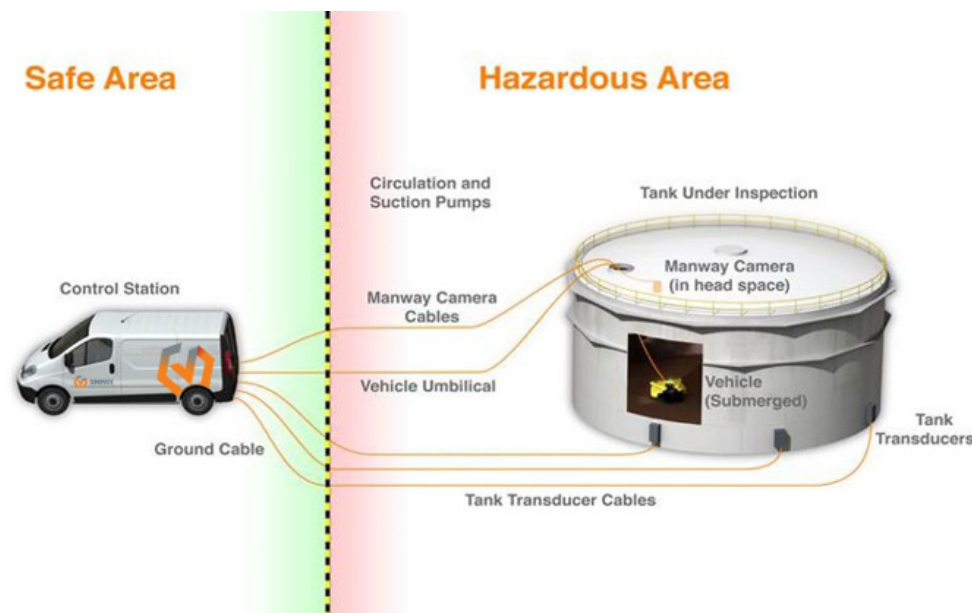 Safe Area
Hazardous Area
Circulation and
Suction Pumps
Tank Under Inspection
Control Station
Manway Camera
(in head space)
Manway Camera
Cables
Vehicle Umbilical
Vehicle
(Submerged)
Ground Cable
Tank
Transducers
Tank Transducer Cables